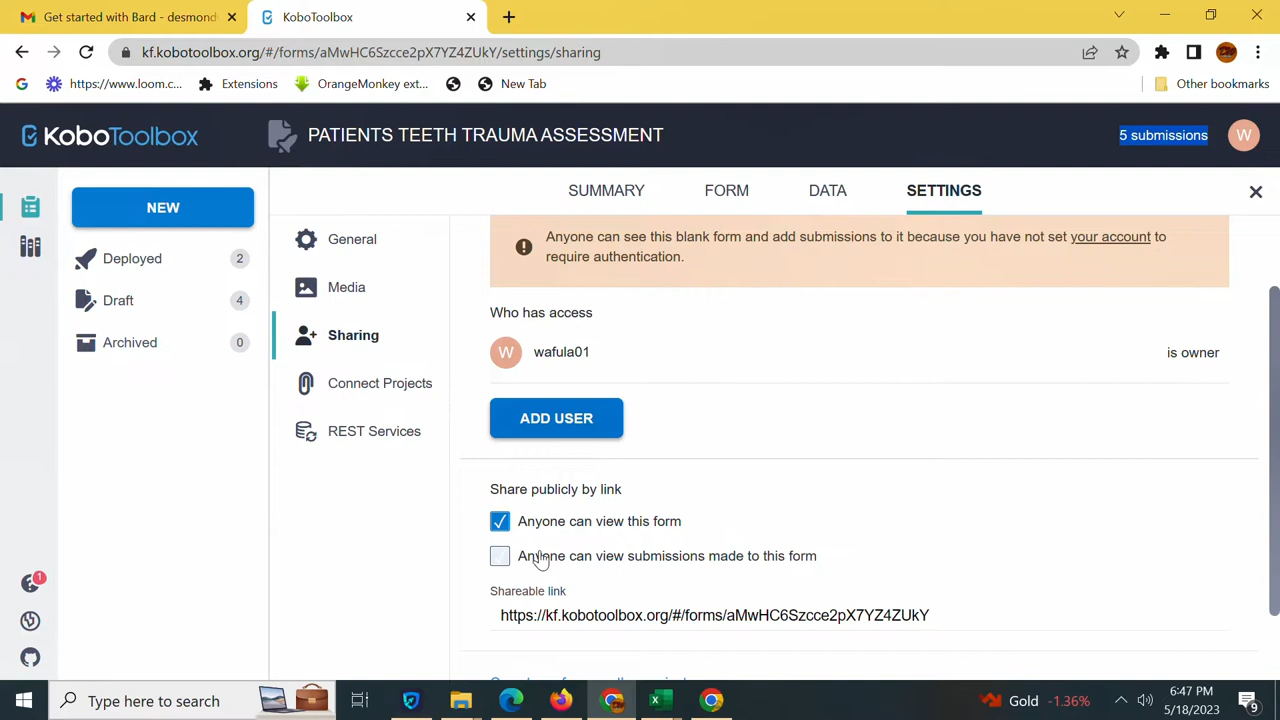 Get started with Bard - desmond
KoboToolbox
kf.kobotoolbox.org/#/forms/aMwHC6Szcce2pX7YZ4ZUkY/settings/sharing
https://www.loom.c...
Extensions
OrangeMonkey ext...
New Tab
Other bookmarks
KoboToolbox
PATIENTS TEETH TRAUMA ASSESSMENT
5 submissions
W
NEW
SUMMARY
FORM
DATA
SETTINGS
Deployed
2
Draft
4
Archived
0
General
Media
Sharing
Connect Projects
REST Services
Anyone can see this blank form and add submissions to it because you have not set your account to
require authentication.
Who has access
W
wafula01
is owner
ADD USER
Share publicly by link
Anyone can view this form
Anyone can view submissions made to this form
Shareable link
https://kf.kobotoolbox.org/#/forms/aMwHC6Szcce2pX7YZ4ZUkY
1
Type here to search
Gold -1.36%
6:47 PM
5/18/2023
9